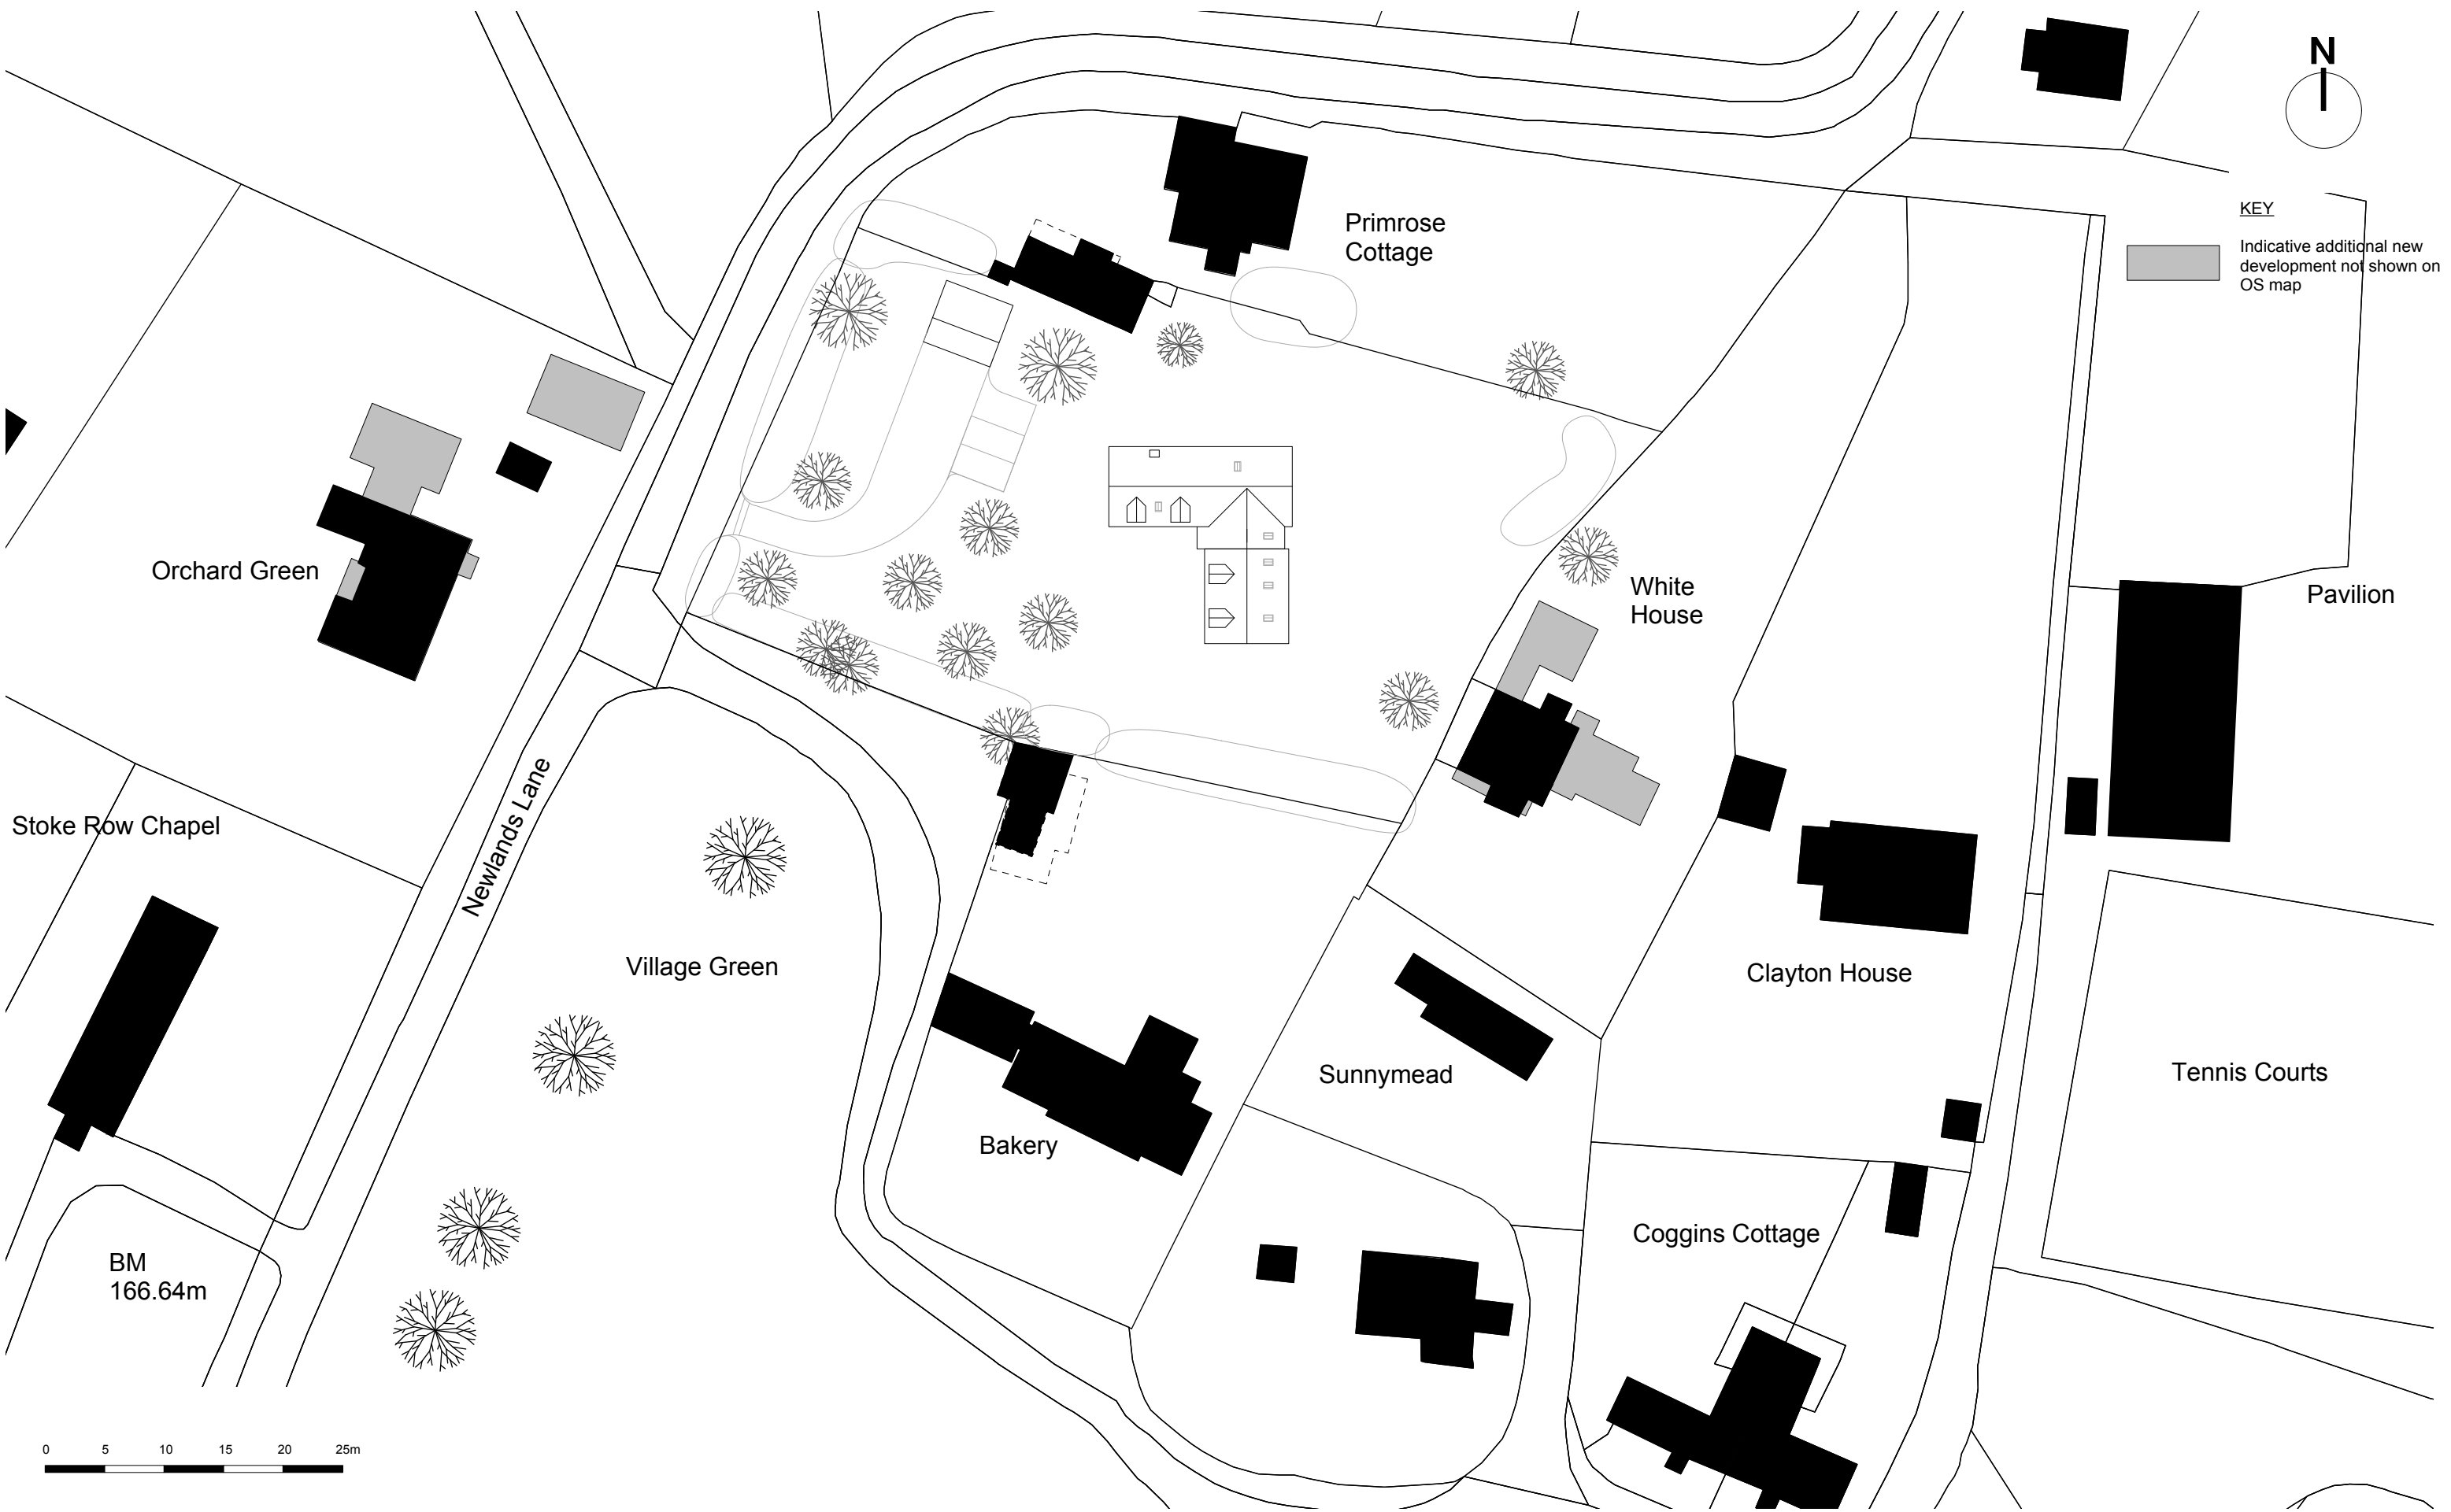 N
KEY
Indicative additional new
development not shown on
OS map
Primrose
Cottage
Orchard Green
White
House
Pavilion
Newlands Lane
Stoke Row Chapel
Village Green
Clayton House
Sunnymead
Tennis Courts
Bakery
Coggins Cottage
BM
166.64m
0 5 10 15 20 25m